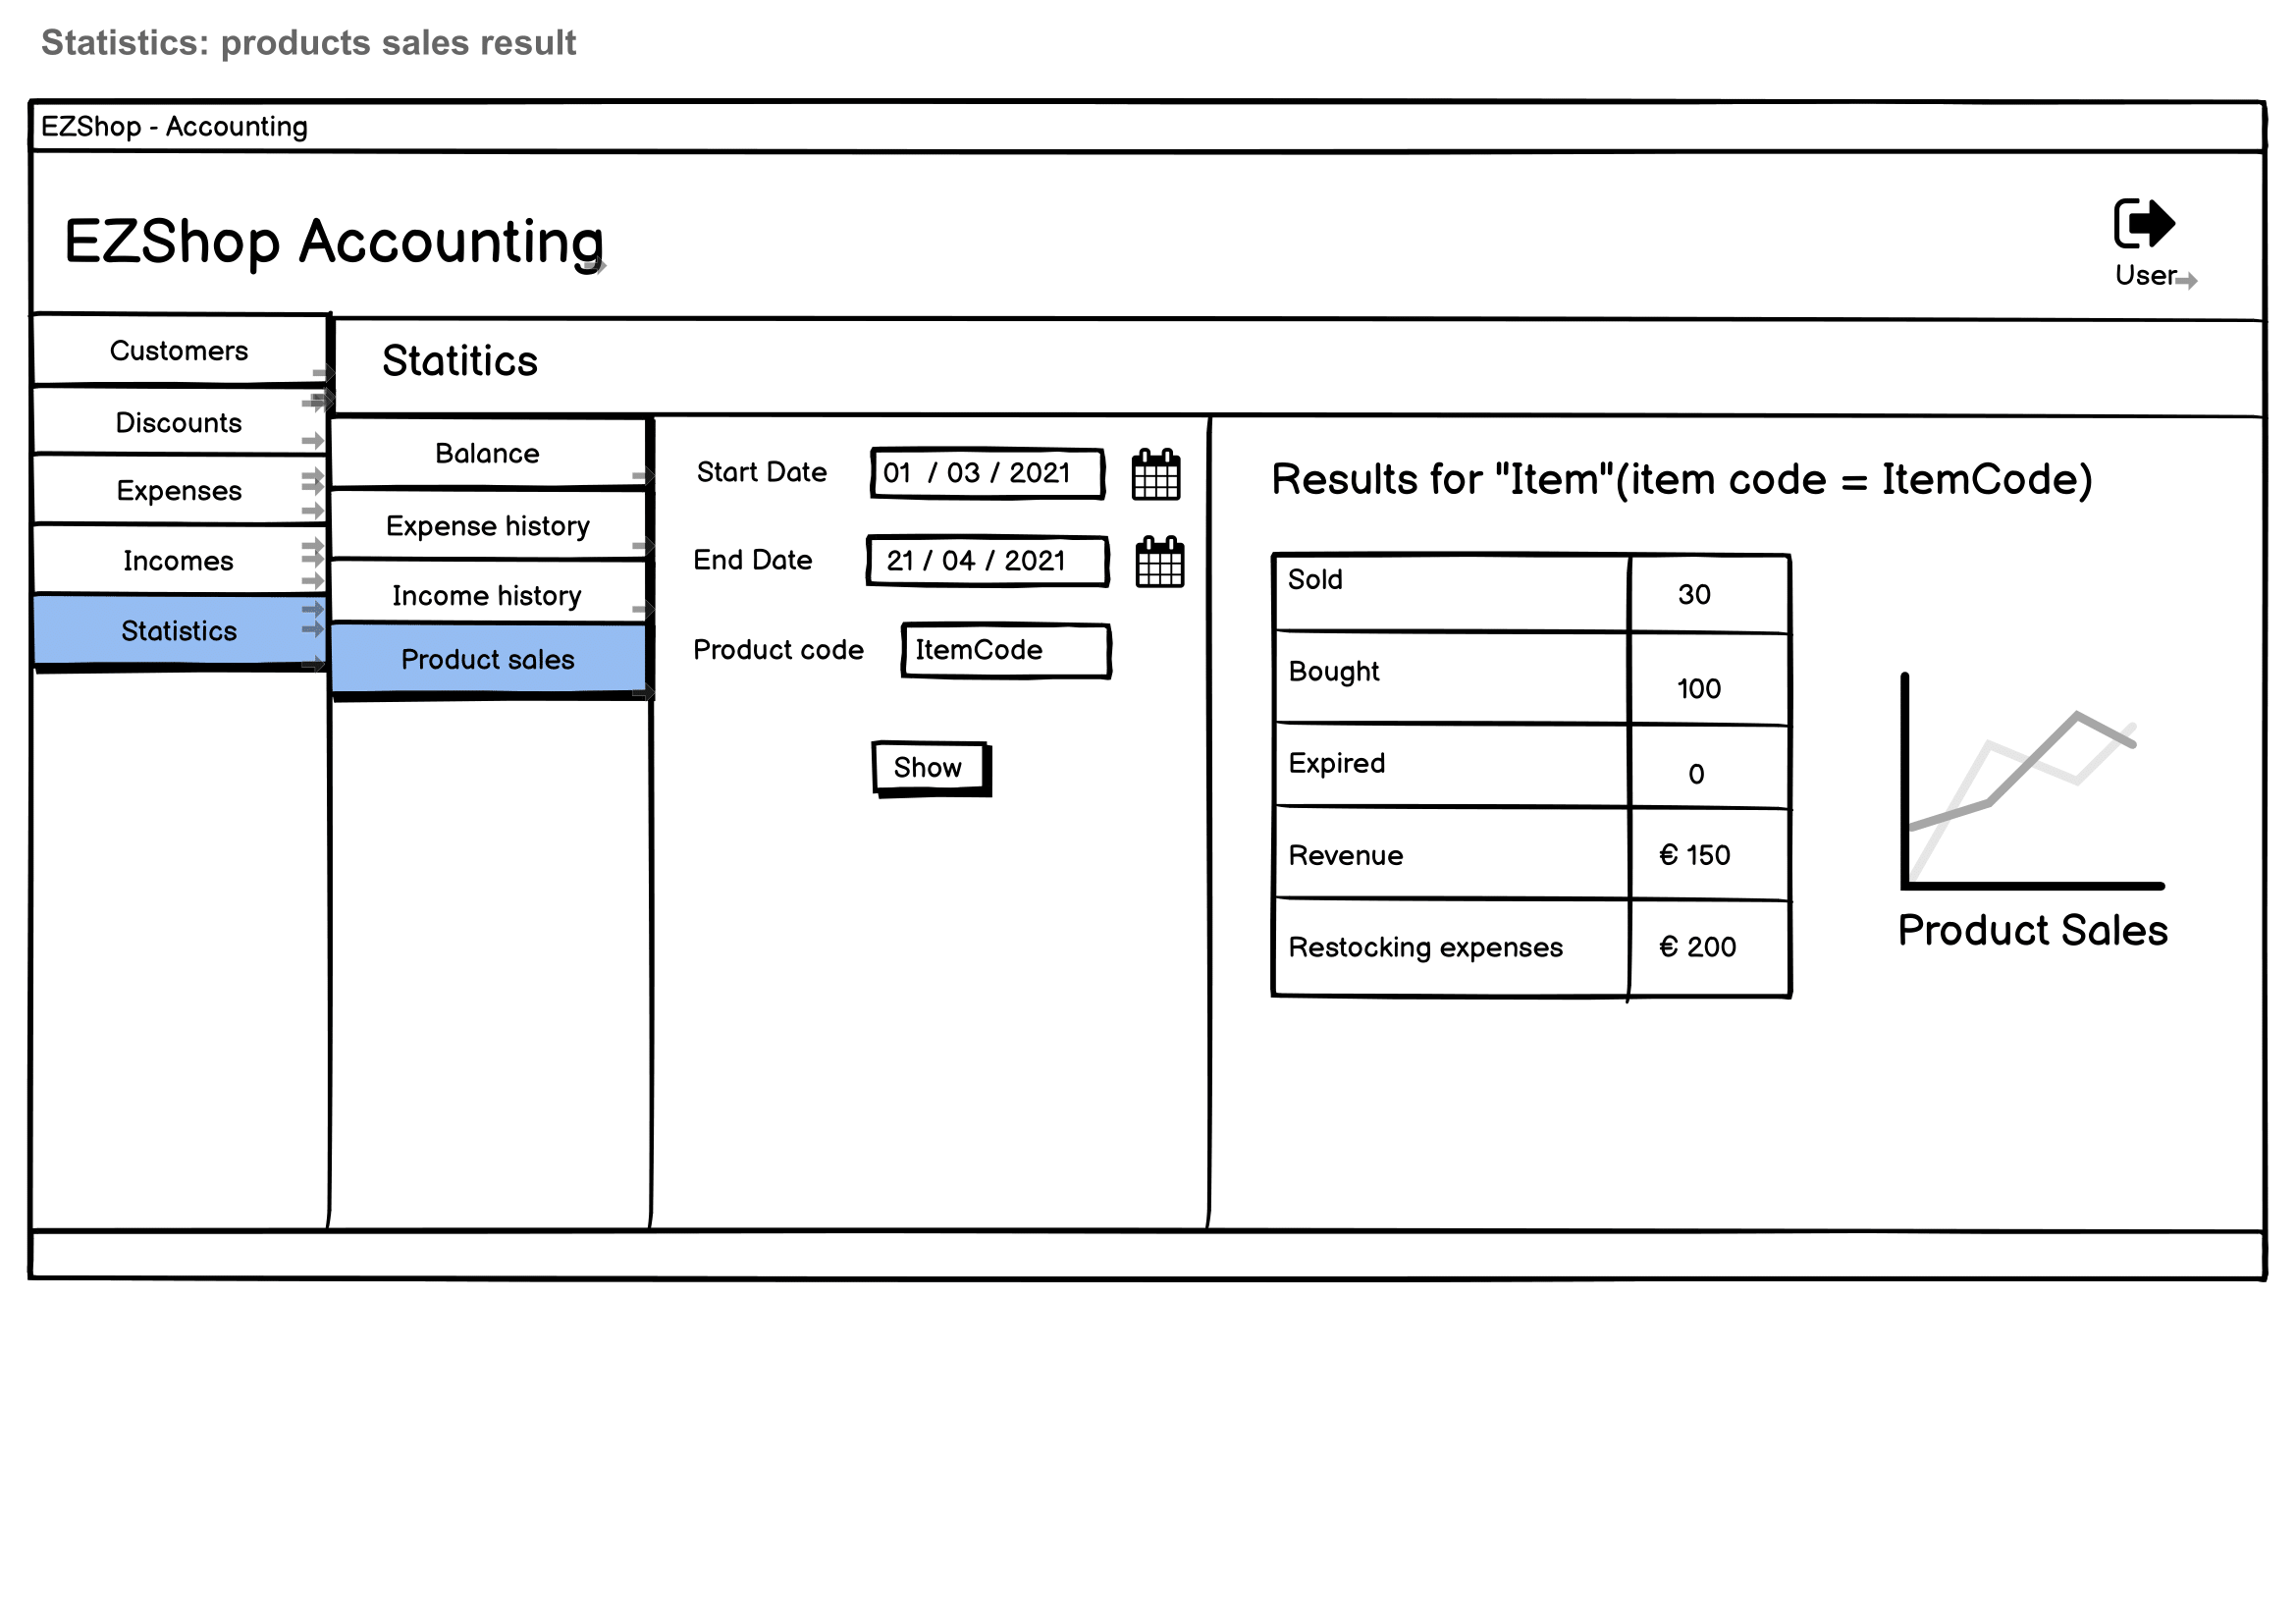 Statistics: products sales result
EZShop - Accounting
EZShop Accounting
User
Customers
Discounts
Expenses
Incomes
Statistics
Statitics
Balance
Expense history
Income history
Product sales
Start Date 01 / 03 / 2021
End Date 21 / 04 / 2021
Product code ItemCode
Show
Results for "Item"(item code = ItemCode)
Sold 30
Bought 100
Expired 0
Revenue € 150
Restocking expenses € 200
Product Sales